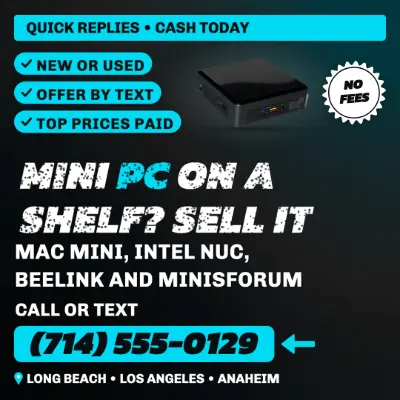 QUICK REPLIES • CASH TODAY
NEW OR USED
OFFER BY TEXT
TOP PRICES PAID
NO
FEES
MINI PC ON A
SHELF? SELL IT
MAC MINI, INTEL NUC,
BEELINK AND MINISFORUM
CALL OR TEXT
(714) 555-0129
LONG BEACH • LOS ANGELES • ANAHEIM